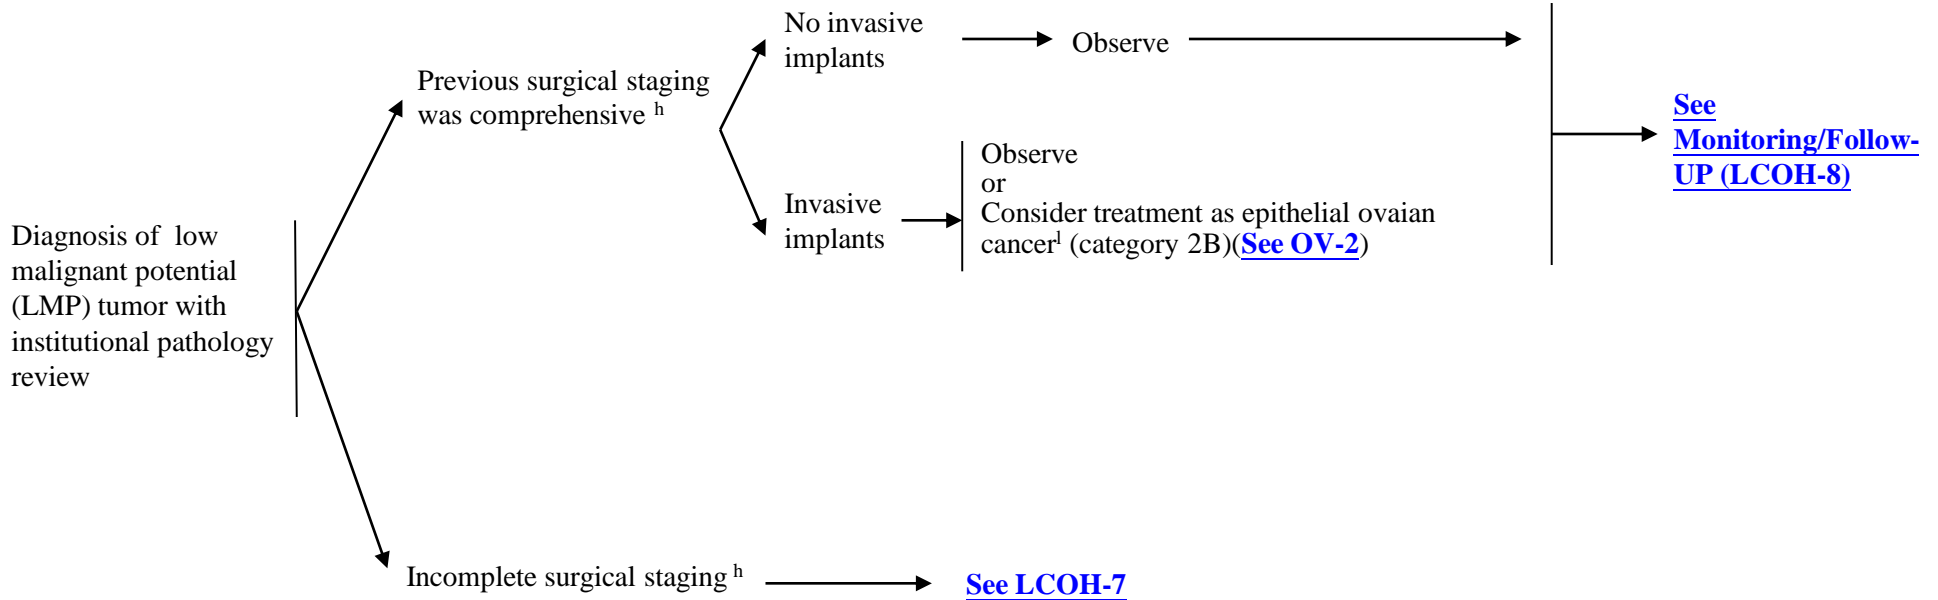 Diagnosis of low
malignant potential
(LMP) tumor with
institutional pathology
review
Previous surgical staging
was comprehensive h
No invasive
implants
Observe
Invasive
implants
Observe
or
Consider treatment as epithelial ovaian
cancerl (category 2B)(See OV-2)
See
Monitoring/Follow-
UP (LCOH-8)
Incomplete surgical staging h
See LCOH-7